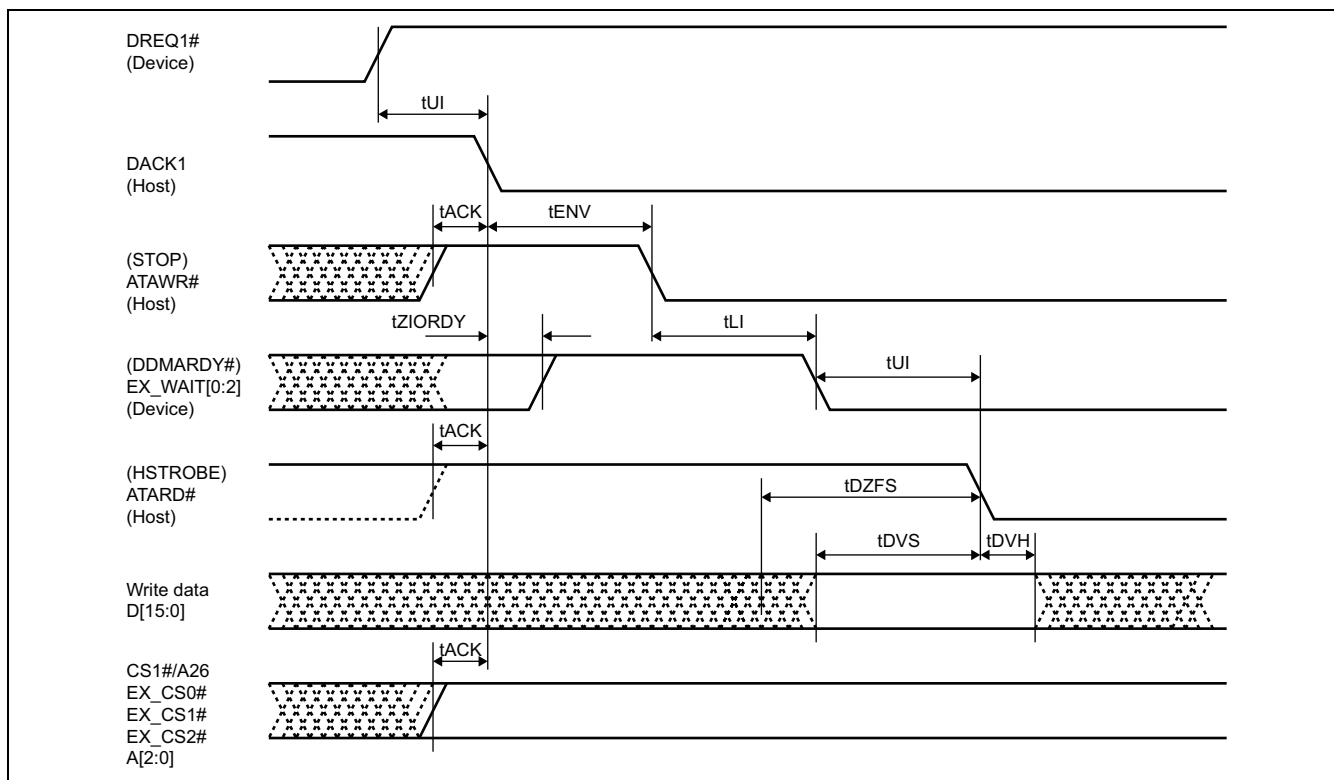 DREQ1#
(Device)
tUI
DACK1
(Host)
tACK
tENV
(STOP)
ATAWR#
(Host)
tZIORDY
tLI
(DDMARDY#)
EX_WAIT[0:2]
(Device)
tUI
tACK
(HSTROBE)
ATARD#
(Host)
tDZFS
tDVS
tDVH
Write data
D[15:0]
tACK
CS1#/A26
EX_CS0#
EX_CS1#
EX_CS2#
A[2:0]